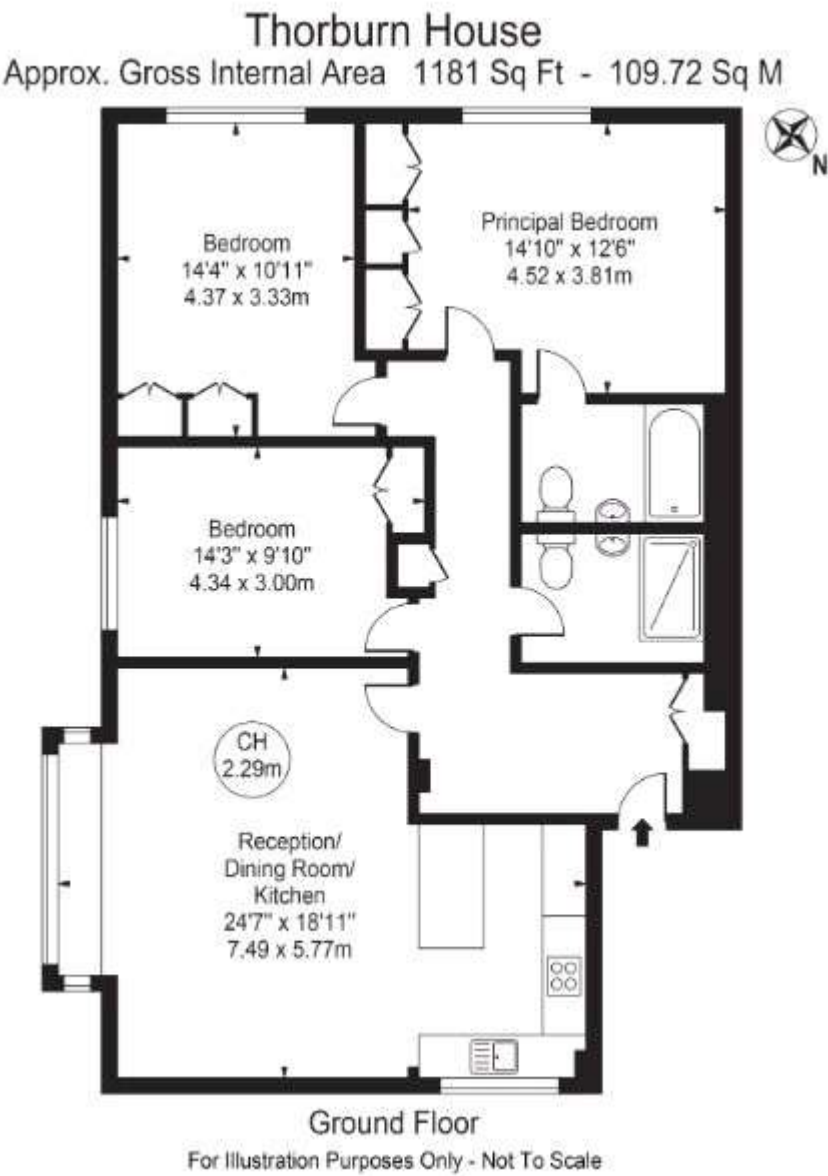 Thorburn House
Approx. Gross Internal Area 1181 Sq Ft - 109.72 Sq M
N
Bedroom
14'4" x 10'11"
4.37 x 3.33m
Principal Bedroom
14'10" x 12'6"
4.52 x 3.81m
Bedroom
14'3" x 9'10"
4.34 x 3.00m
CH
2.29m
Reception/
Dining Room/
Kitchen
24'7" x 18'11"
7.49 x 5.77m
Ground Floor
For Illustration Purposes Only - Not To Scale